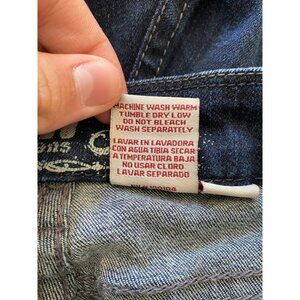 MACHINE WASH WARM
TUMBLE DRY LOW
DO NOT BLEACH
WASH SEPARATELY
LAVAR EN LAVADORA
CON AGUA TIBIA SECAR
A TEMPERATURA BAJA
NO USAR CLORO
LAVAR SEPARADO